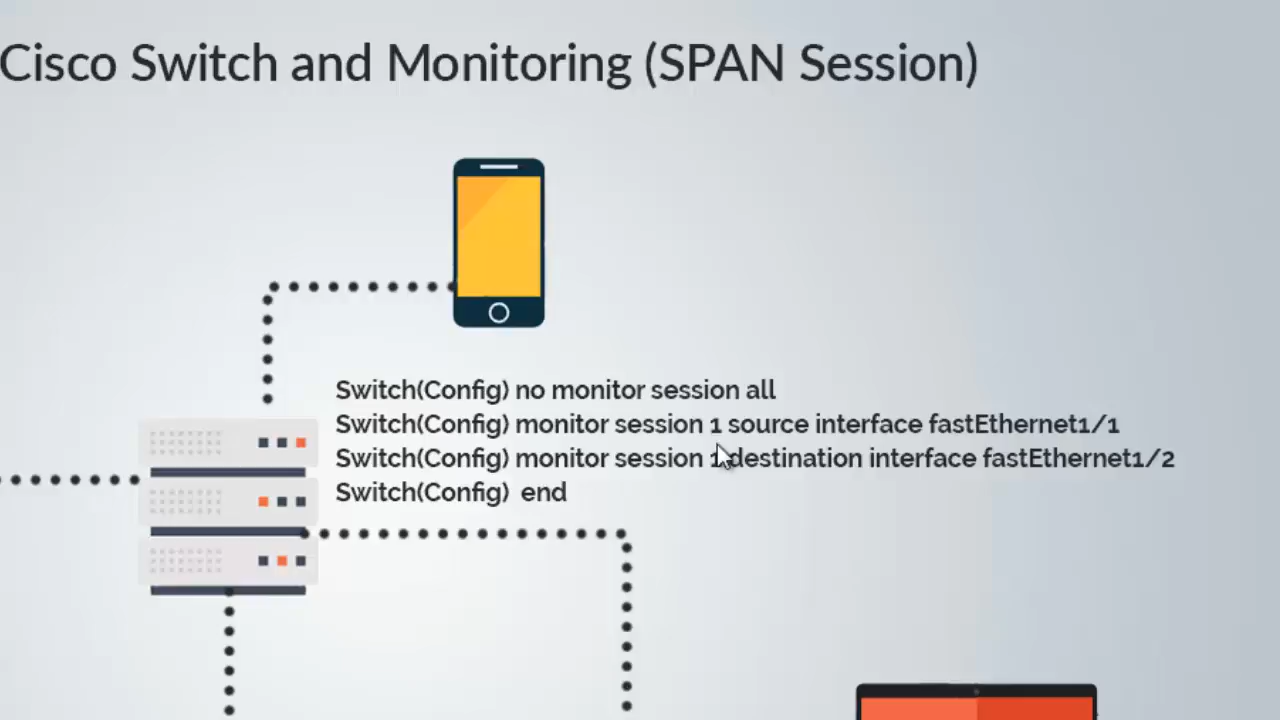 Cisco Switch and Monitoring (SPAN Session)
Switch(Config) no monitor session all
Switch(Config) monitor session 1 source interface fastEthernet1/1
Switch(Config) monitor session 1 destination interface fastEthernet1/2
Switch(Config) end